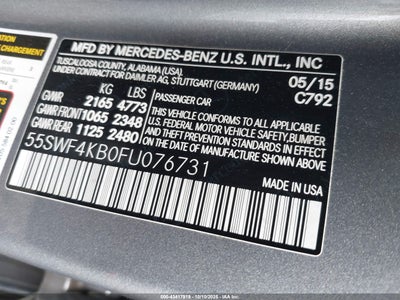 CHARGEMENT
MFD BY MERCEDES-BENZ U.S. INTL., INC
TUSCALOOSA COUNTY, ALABAMA (USA)
UNDER CONTRACT FOR DAIMLER AG, STUTTGART (GERMANY)
05/15
C792
KG LBS
GVWR 2165 4773
GAWR FRONT 1065 2348
GAWR REAR 1125 2480
PASSENGER CAR
THIS VEHICLE CONFORMS TO ALL APPLICABLE
U.S. FEDERAL MOTOR VEHICLE SAFETY, BUMPER
AND THEFT PREVENTION STANDARDS IN EFFECT
ON THE DATE OF MANUFACTURE SHOWN ABOVE.
55SWF4KB0FU076731
MADE IN USA
000-43417919 - 10/10/2025 - IAA Inc.